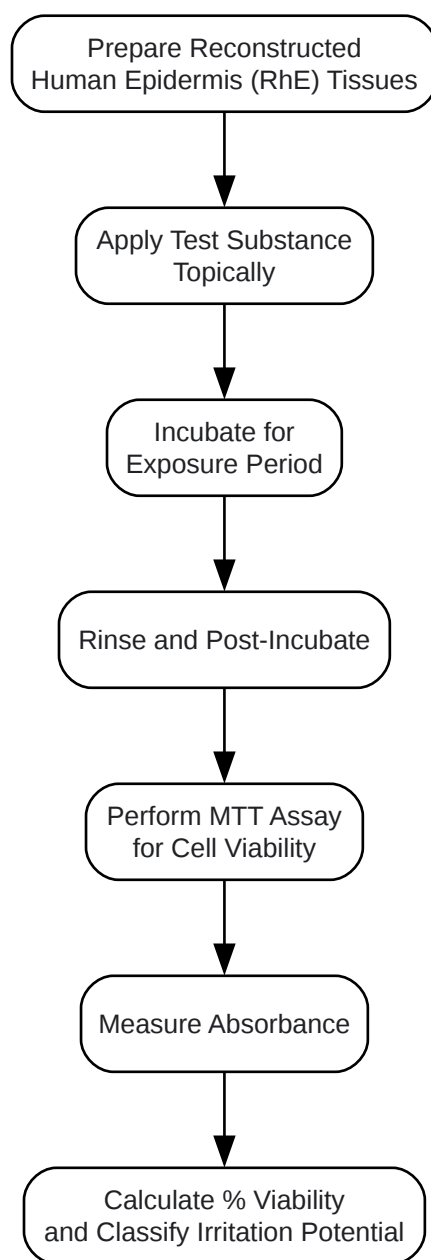 Prepare Reconstructed
Human Epidermis (RhE) Tissues
Apply Test Substance
Topically
Incubate for
Exposure Period
Rinse and Post-Incubate
Perform MTT Assay
for Cell Viability
Measure Absorbance
Calculate % Viability
and Classify Irritation Potential